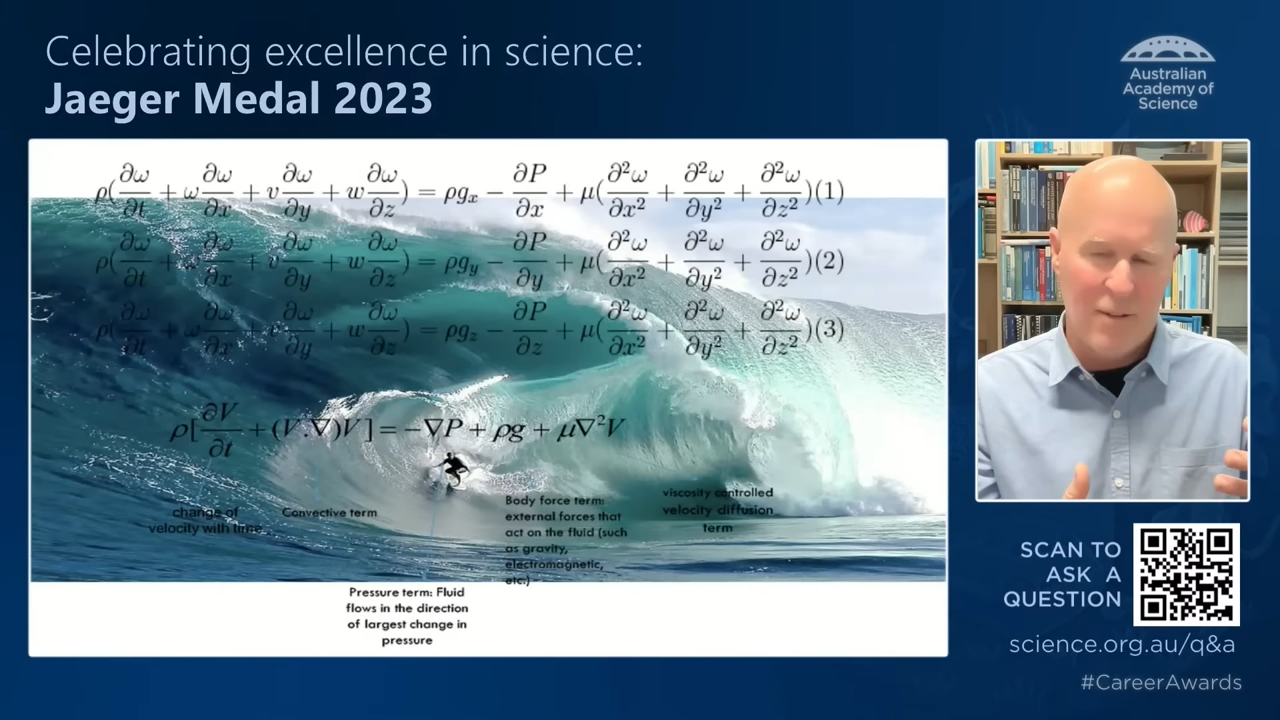 Celebrating excellence in science:
Jaeger Medal 2023
Australian
Academy of
Science
ρ(∂ω/∂t + ω ∂ω/∂x + v ∂ω/∂y + w ∂ω/∂z) = ρgₓ − ∂P/∂x + μ(∂²ω/∂x² + ∂²ω/∂y² + ∂²ω/∂z²)(1)
ρ(∂ω/∂t + ω ∂ω/∂x + v ∂ω/∂y + w ∂ω/∂z) = ρg_y − ∂P/∂y + μ(∂²ω/∂x² + ∂²ω/∂y² + ∂²ω/∂z²)(2)
ρ(∂ω/∂t + ω ∂ω/∂x + v ∂ω/∂y + w ∂ω/∂z) = ρg_z − ∂P/∂z + μ(∂²ω/∂x² + ∂²ω/∂y² + ∂²ω/∂z²)(3)
ρ[∂V/∂t + (V.∇)V] = −∇P + ρg + μ∇²V
change of
velocity with time
Convective term
Pressure term: Fluid
flows in the direction
of largest change in
pressure
Body force term:
external forces that
act on the fluid (such
as gravity,
electromagnetic,
etc.)
viscosity controlled
velocity diffusion
term
SCAN TO
ASK A
QUESTION
science.org.au/q&a
#CareerAwards